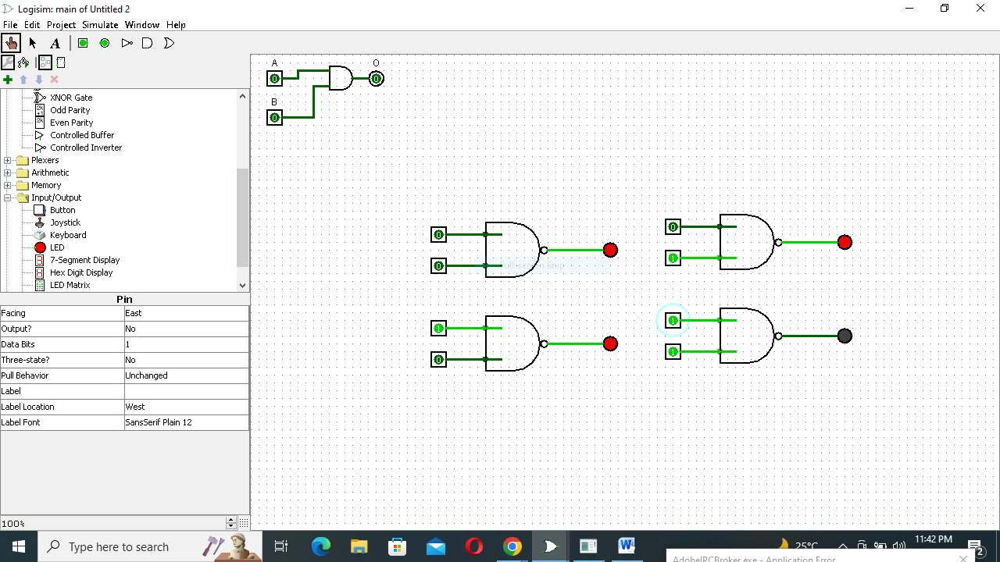 Logisim: main of Untitled 2
File Edit Project Simulate Window Help
A
XNOR Gate
Odd Parity
Even Parity
Controlled Buffer
Controlled Inverter
Plexers
Arithmetic
Memory
Input/Output
Button
Joystick
Keyboard
LED
7-Segment Display
Hex Digit Display
LED Matrix
Pin
Facing East
Output? No
Data Bits 1
Three-state? No
Pull Behavior Unchanged
Label
Label Location West
Label Font SansSerif Plain 12
100%
A O
0 0
B
0
0 0
0 1
Full-screen Snip
1 1
0 1
Type here to search
25°C
11:42 PM
2
AdobeIPCBroker.exe - Application Error